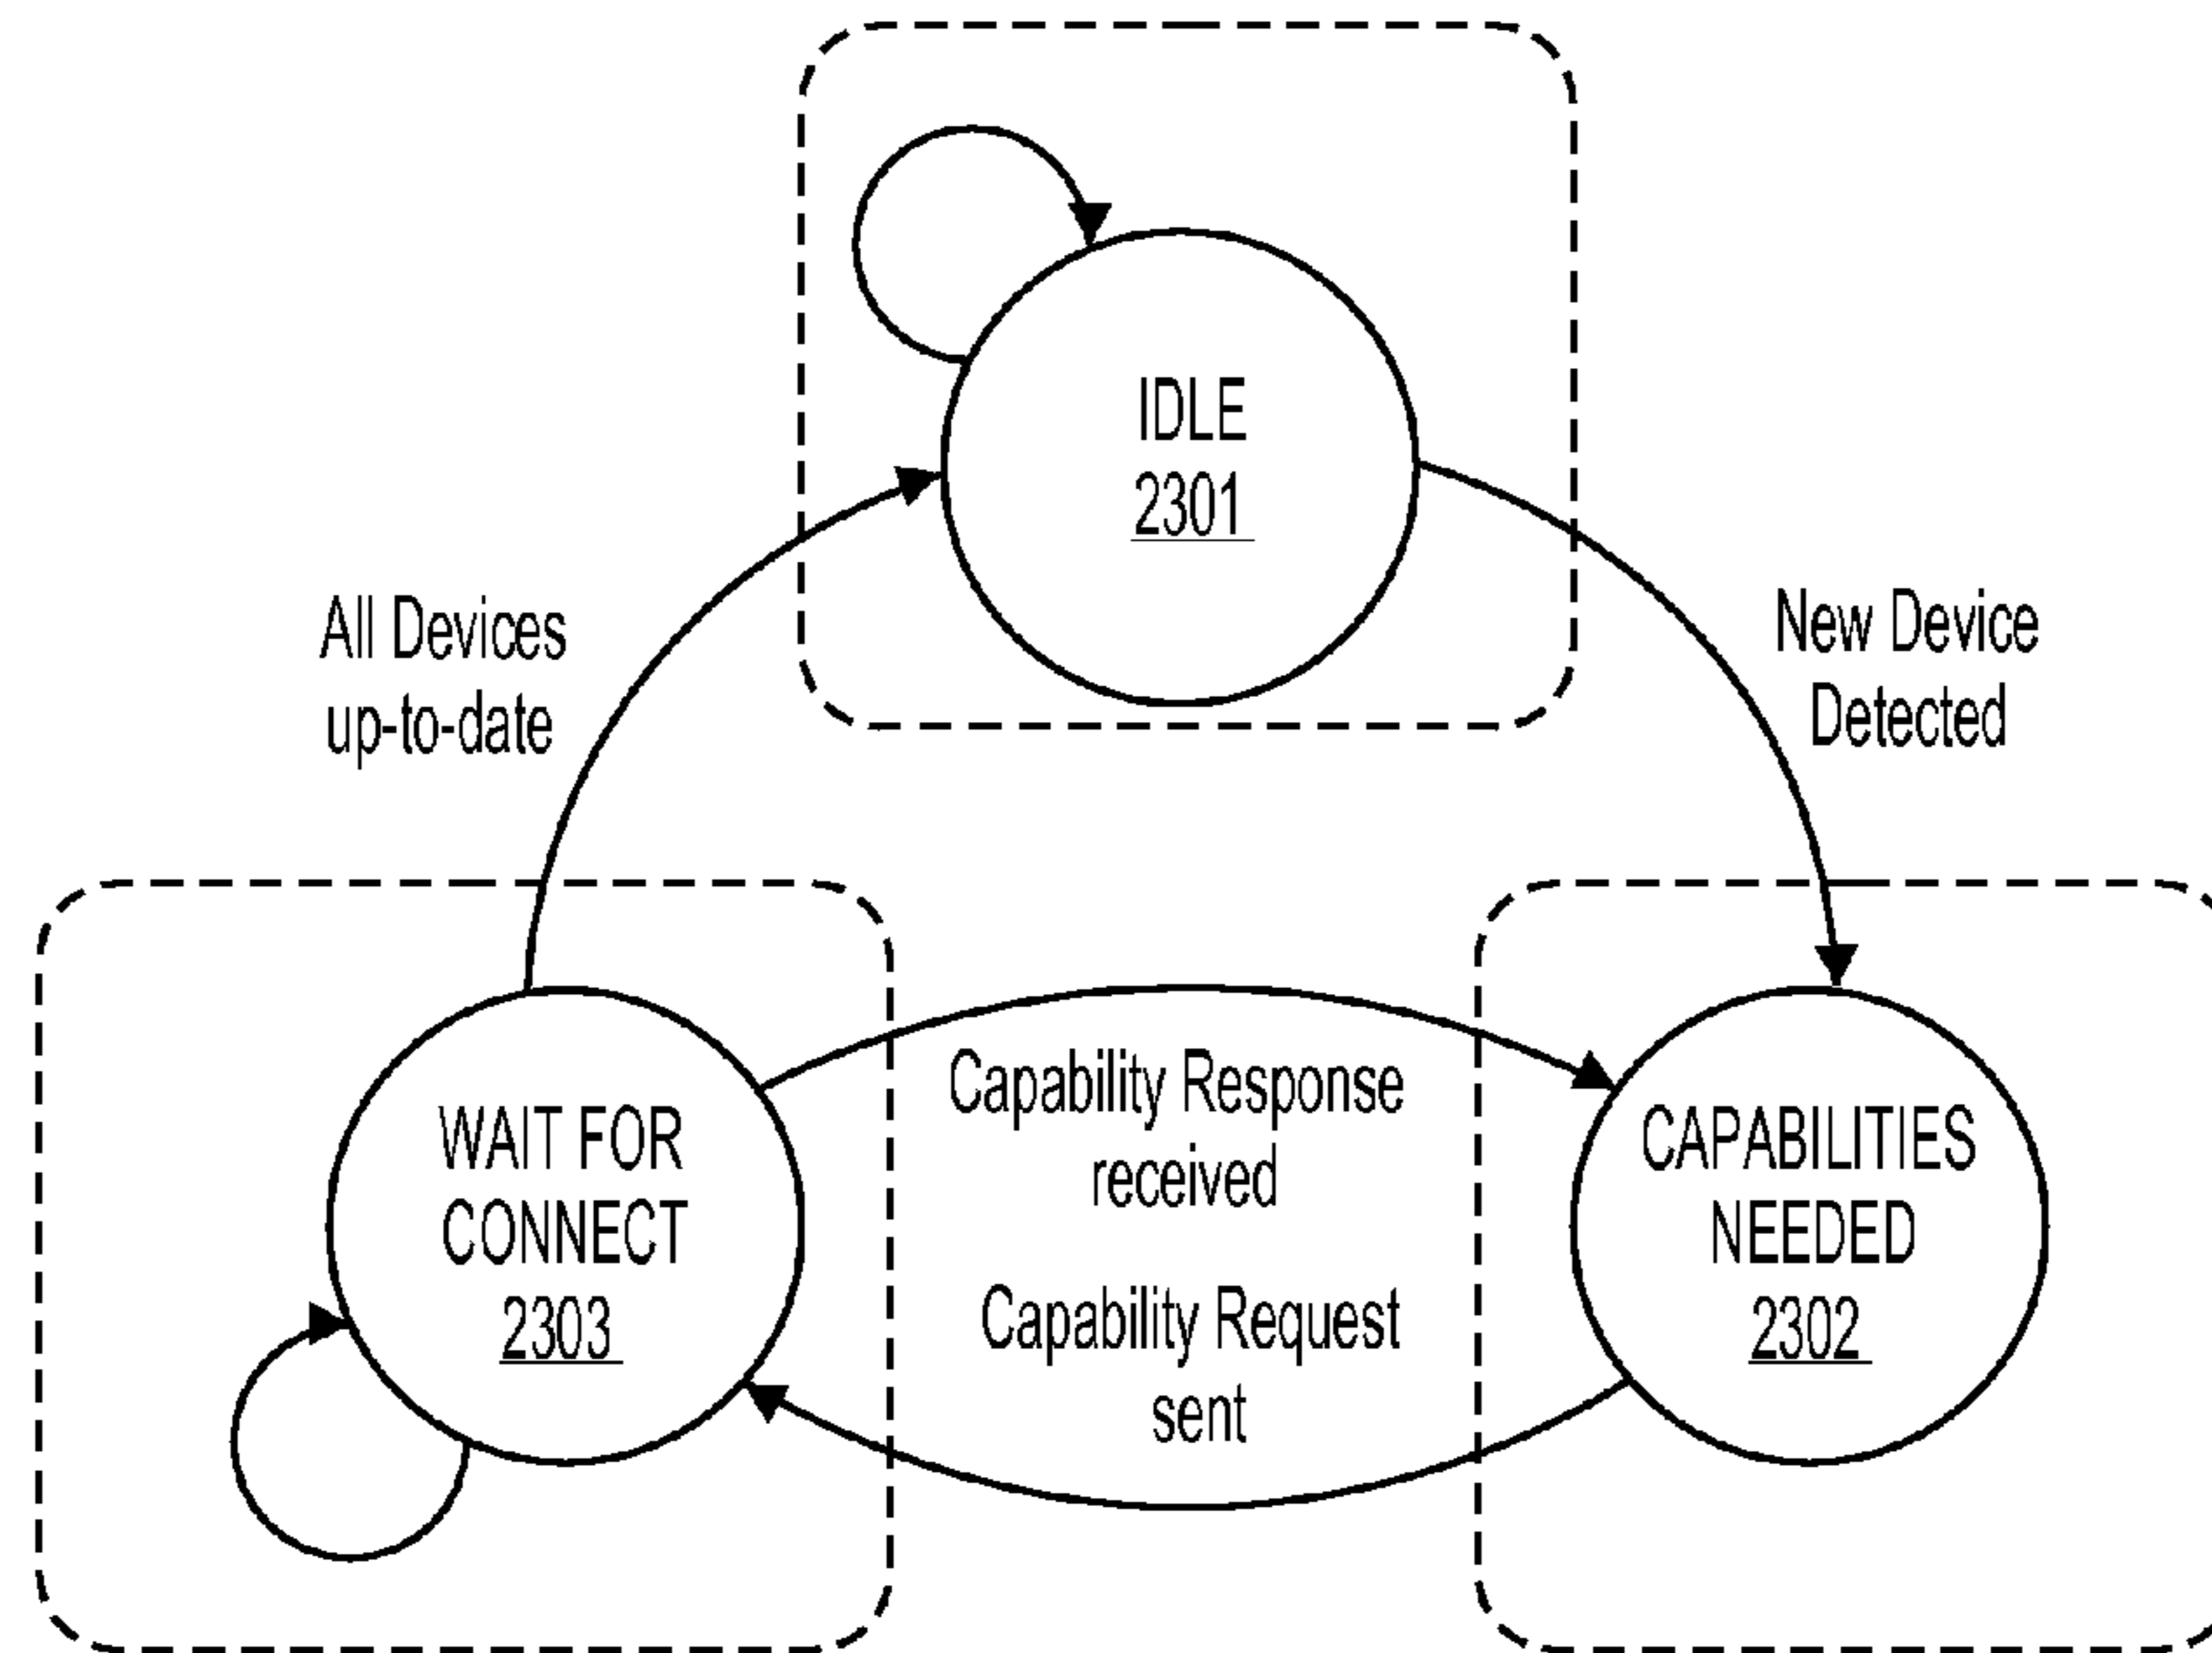 IDLE
2301
All Devices
up-to-date
New Device
Detected
WAIT FOR
CONNECT
2303
Capability Response
received
Capability Request
sent
CAPABILITIES
NEEDED
2302